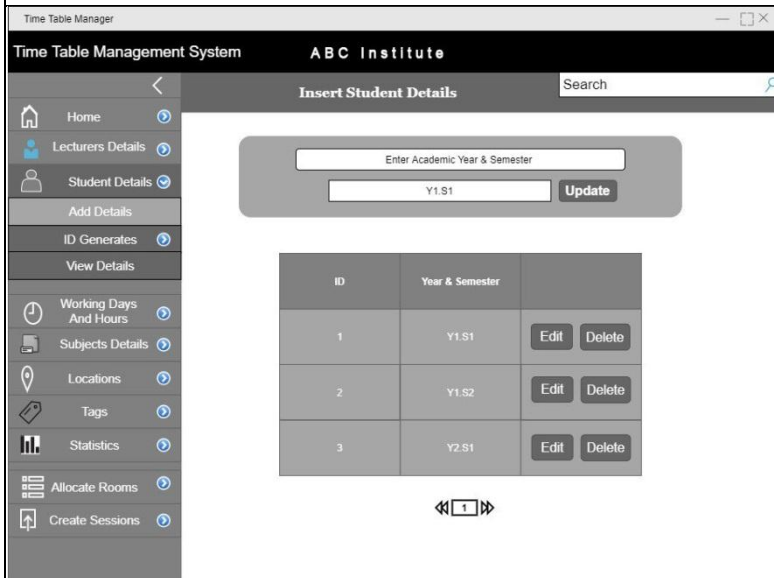 Time Table Manager
Time Table Management System ABC Institute
Insert Student Details
Search
Home
Lecturers Details
Student Details
Add Details
ID Generates
View Details
Working Days
And Hours
Subjects Details
Locations
Tags
Statistics
Allocate Rooms
Create Sessions
Enter Academic Year & Semester
Y1.S1 Update
ID Year & Semester
1 Y1.S1 Edit Delete
2 Y1.S2 Edit Delete
3 Y2.S1 Edit Delete
1